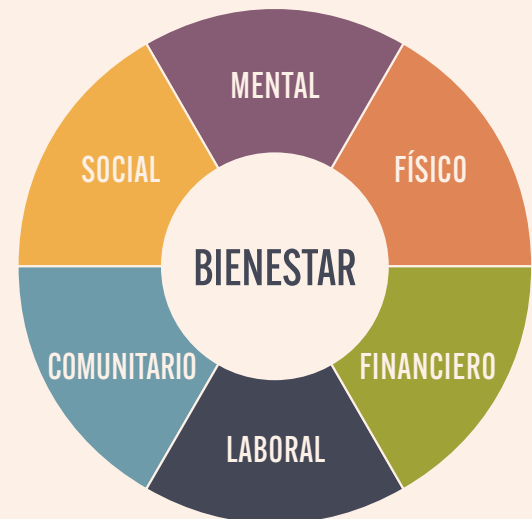 MENTAL
SOCIAL
FÍSICO
BIENESTAR
COMUNITARIO
FINANCIERO
LABORAL